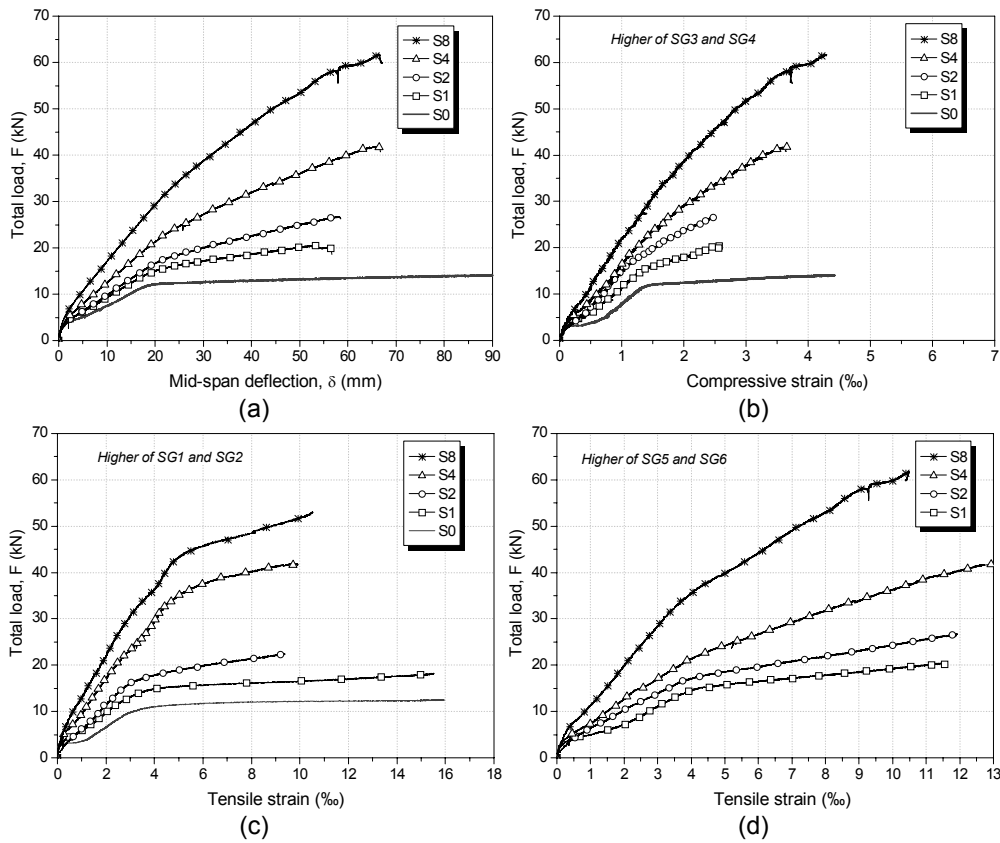 70
60
50
40
30
20
10
0
Total load, F (kN)
S8
S4
S2
S1
S0
0 10 20 30 40 50 60 70 80 90
Mid-span deflection, δ (mm)
(a)
70
60
50
40
30
20
10
0
Total load, F (kN)
Higher of SG3 and SG4
S8
S4
S2
S1
S0
0 1 2 3 4 5 6 7
Compressive strain (‰)
(b)
70
60
50
40
30
20
10
0
Total load, F (kN)
Higher of SG1 and SG2
S8
S4
S2
S1
S0
0 2 4 6 8 10 12 14 16 18
Tensile strain (‰)
(c)
70
60
50
40
30
20
10
0
Total load, F (kN)
Higher of SG5 and SG6
S8
S4
S2
S1
0 1 2 3 4 5 6 7 8 9 10 11 12 13
Tensile strain (‰)
(d)